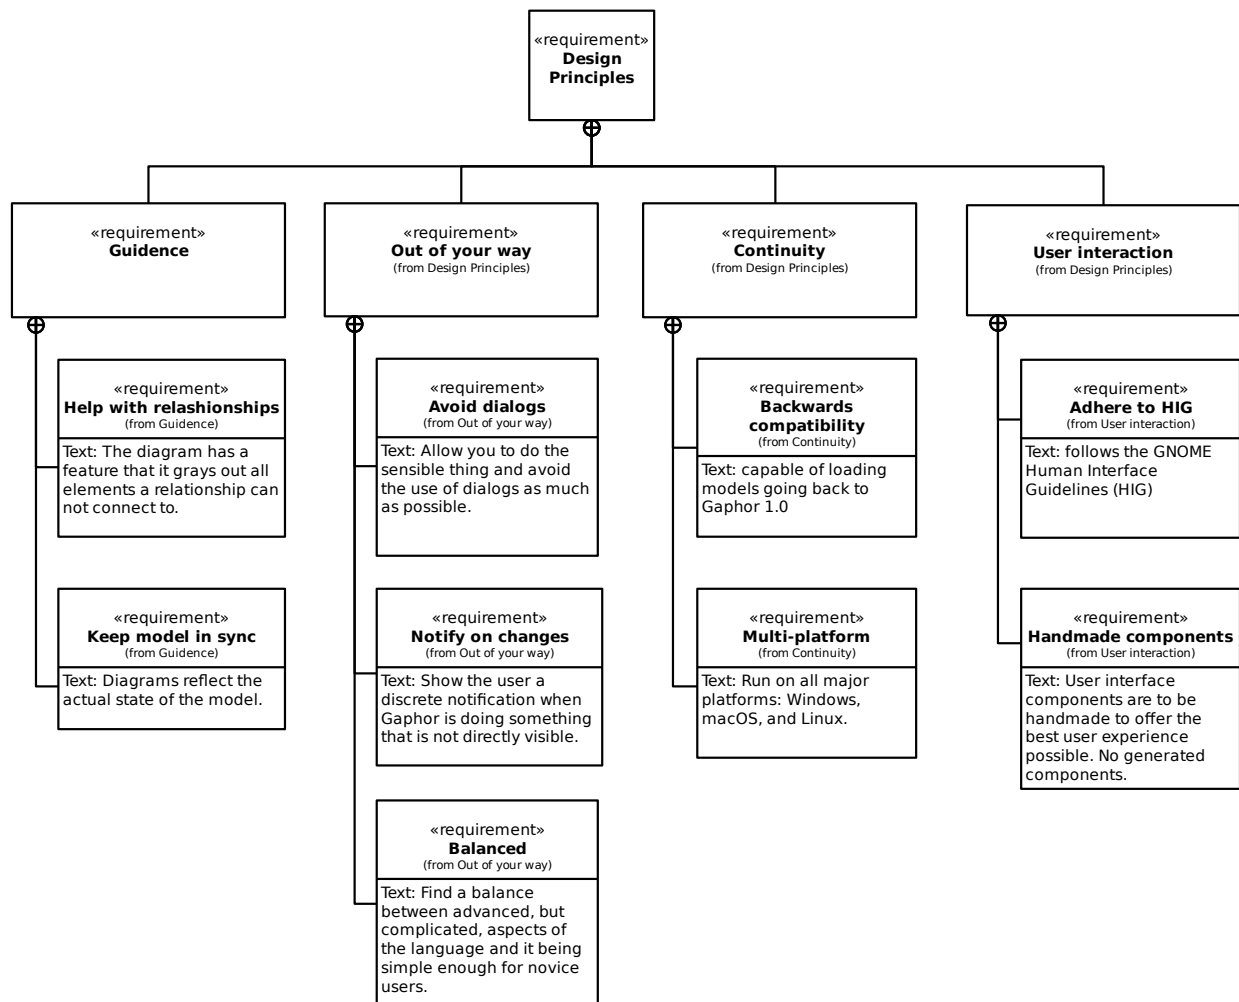 «requirement»
Design
Principles
«requirement»
Guidence
«requirement»
Out of your way
(from Design Principles)
«requirement»
Continuity
(from Design Principles)
«requirement»
User interaction
(from Design Principles)
«requirement»
Help with relashionships
(from Guidence)
Text: The diagram has a
feature that it grays out all
elements a relationship can
not connect to.
«requirement»
Avoid dialogs
(from Out of your way)
Text: Allow you to do the
sensible thing and avoid
the use of dialogs as much
as possible.
«requirement»
Backwards
compatibility
(from Continuity)
Text: capable of loading
models going back to
Gaphor 1.0
«requirement»
Adhere to HIG
(from User interaction)
Text: follows the GNOME
Human Interface
Guidelines (HIG)
«requirement»
Keep model in sync
(from Guidence)
Text: Diagrams reflect the
actual state of the model.
«requirement»
Notify on changes
(from Out of your way)
Text: Show the user a
discrete notification when
Gaphor is doing something
that is not directly visible.
«requirement»
Multi-platform
(from Continuity)
Text: Run on all major
platforms: Windows,
macOS, and Linux.
«requirement»
Handmade components
(from User interaction)
Text: User interface
components are to be
handmade to offer the
best user experience
possible. No generated
components.
«requirement»
Balanced
(from Out of your way)
Text: Find a balance
between advanced, but
complicated, aspects of
the language and it being
simple enough for novice
users.